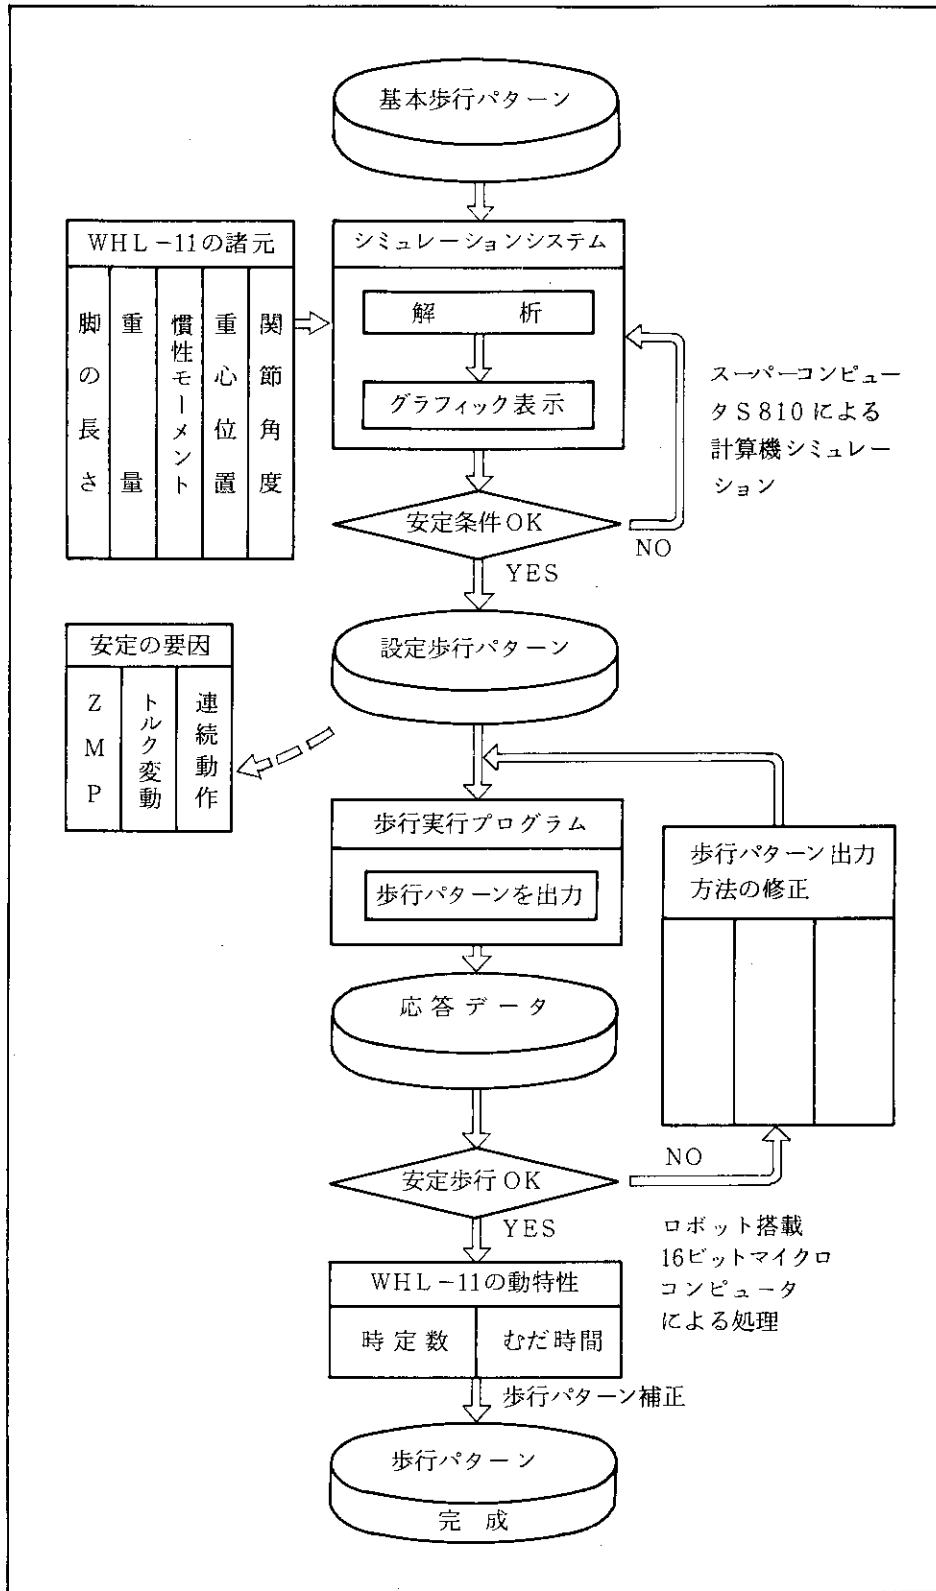 基本歩行パターン
WHL-11の諸元
脚の長さ
重量
慣性モーメント
重心位置
関節角度
シミュレーションシステム
解析
グラフィック表示
スーパーコンピュー
タS810による
計算機シミュレー
ション
安定条件OK
NO
YES
設定歩行パターン
安定の要因
ZMP
トルク変動
連続動作
歩行実行プログラム
歩行パターンを出力
歩行パターン出力
方法の修正
応答データ
安定歩行OK
NO
YES
ロボット搭載
16ビットマイクロ
コンピュータ
による処理
WHL-11の動特性
時定数
むだ時間
歩行パターン補正
歩行パターン
完成